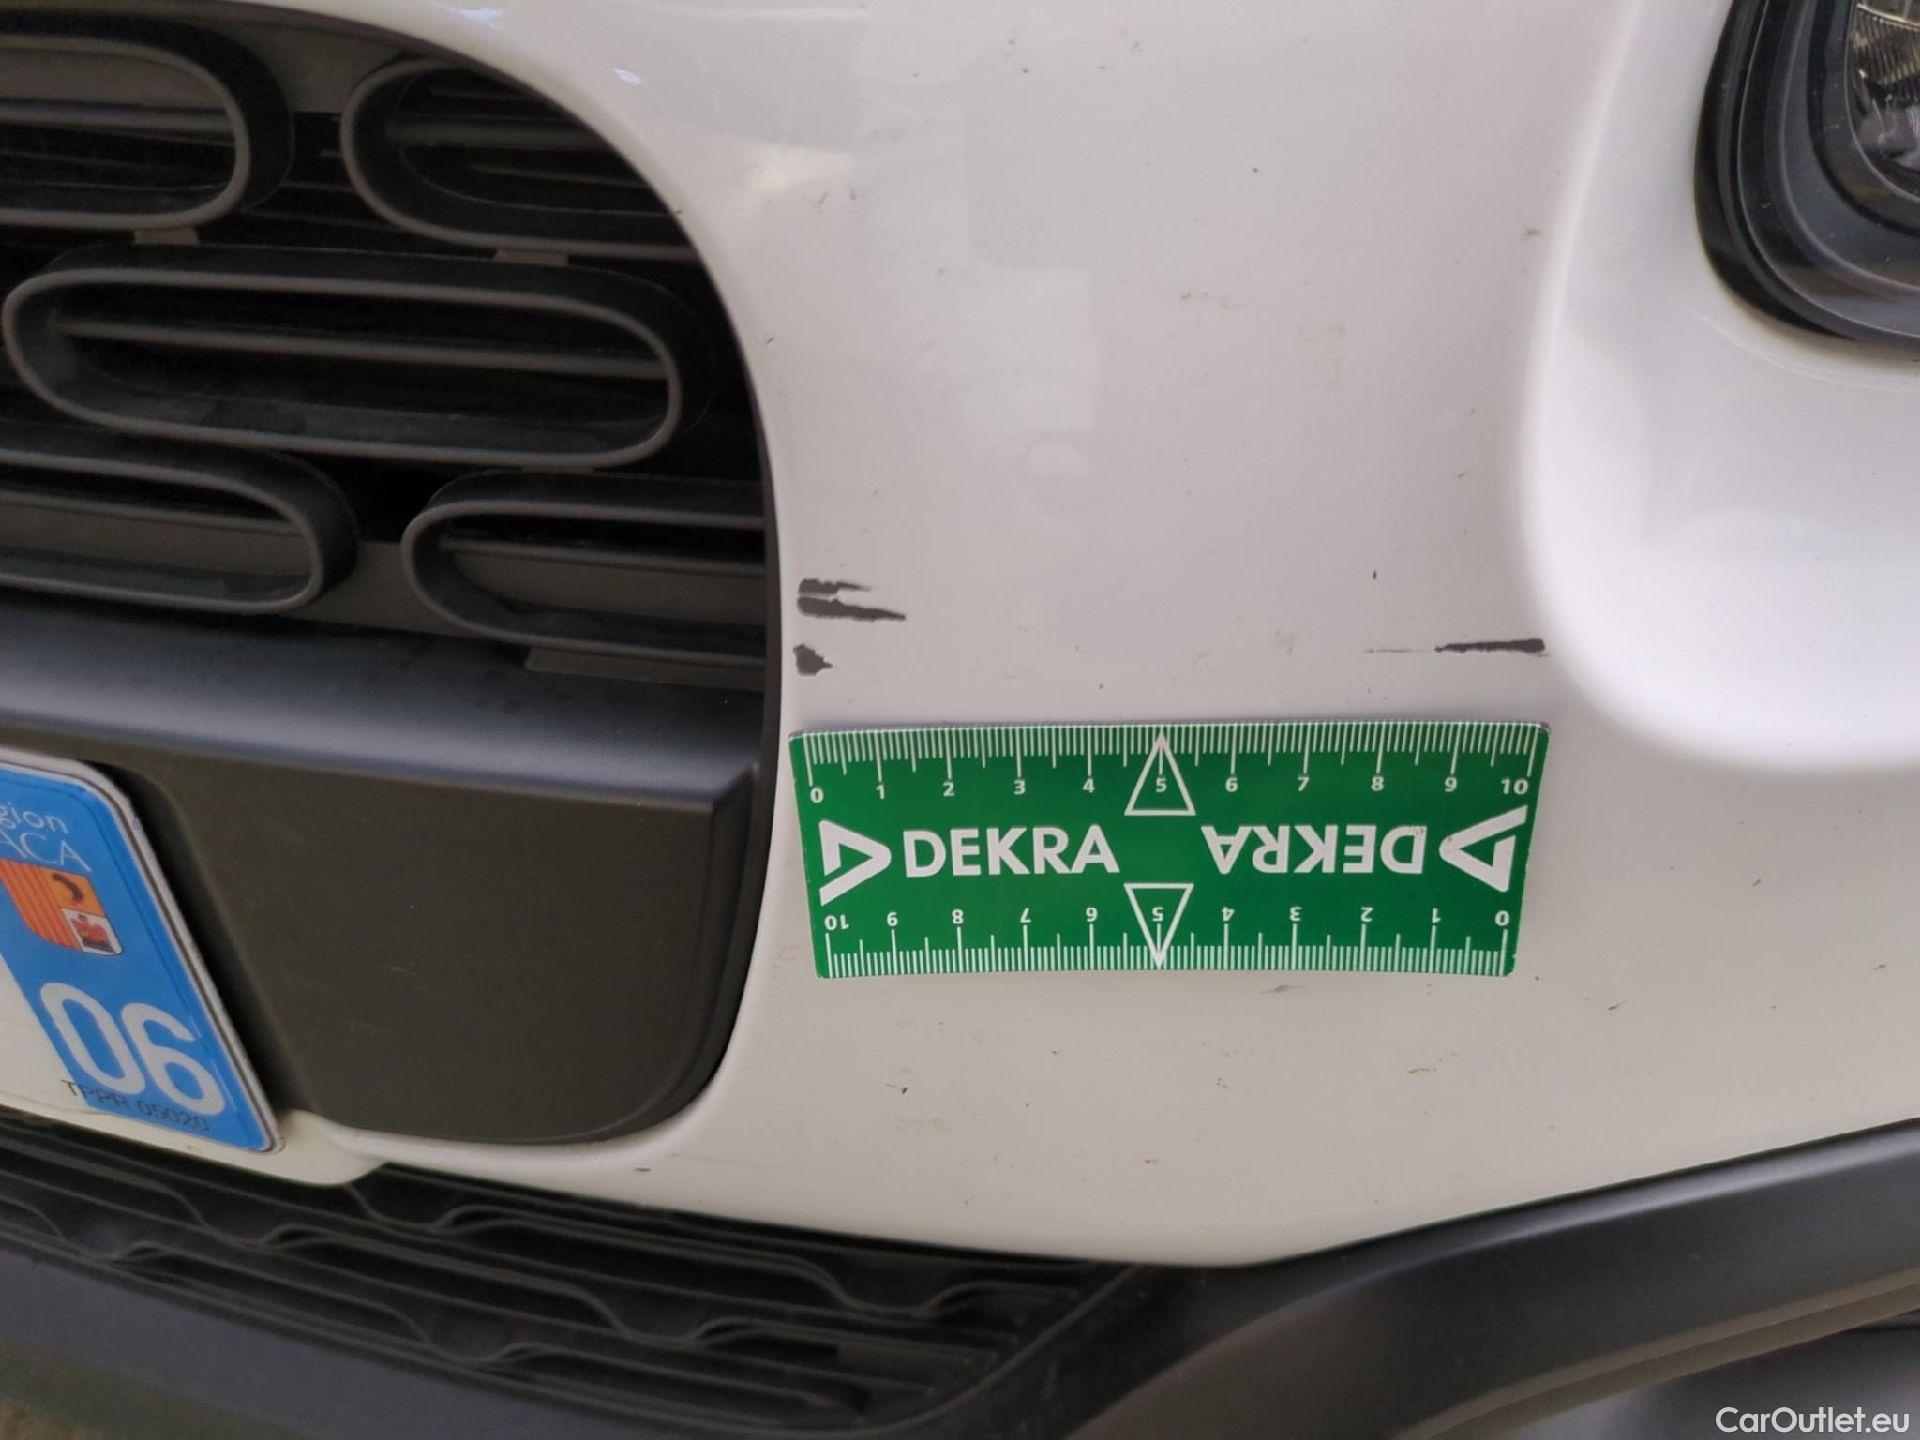 0 1 2 3 4 5 6 7 8 9 10
DEKRA DEKRA
10 9 8 7 6 5 4 3 2 1 0
gion
ACA
06
TPPR 05020
CarOutlet.eu